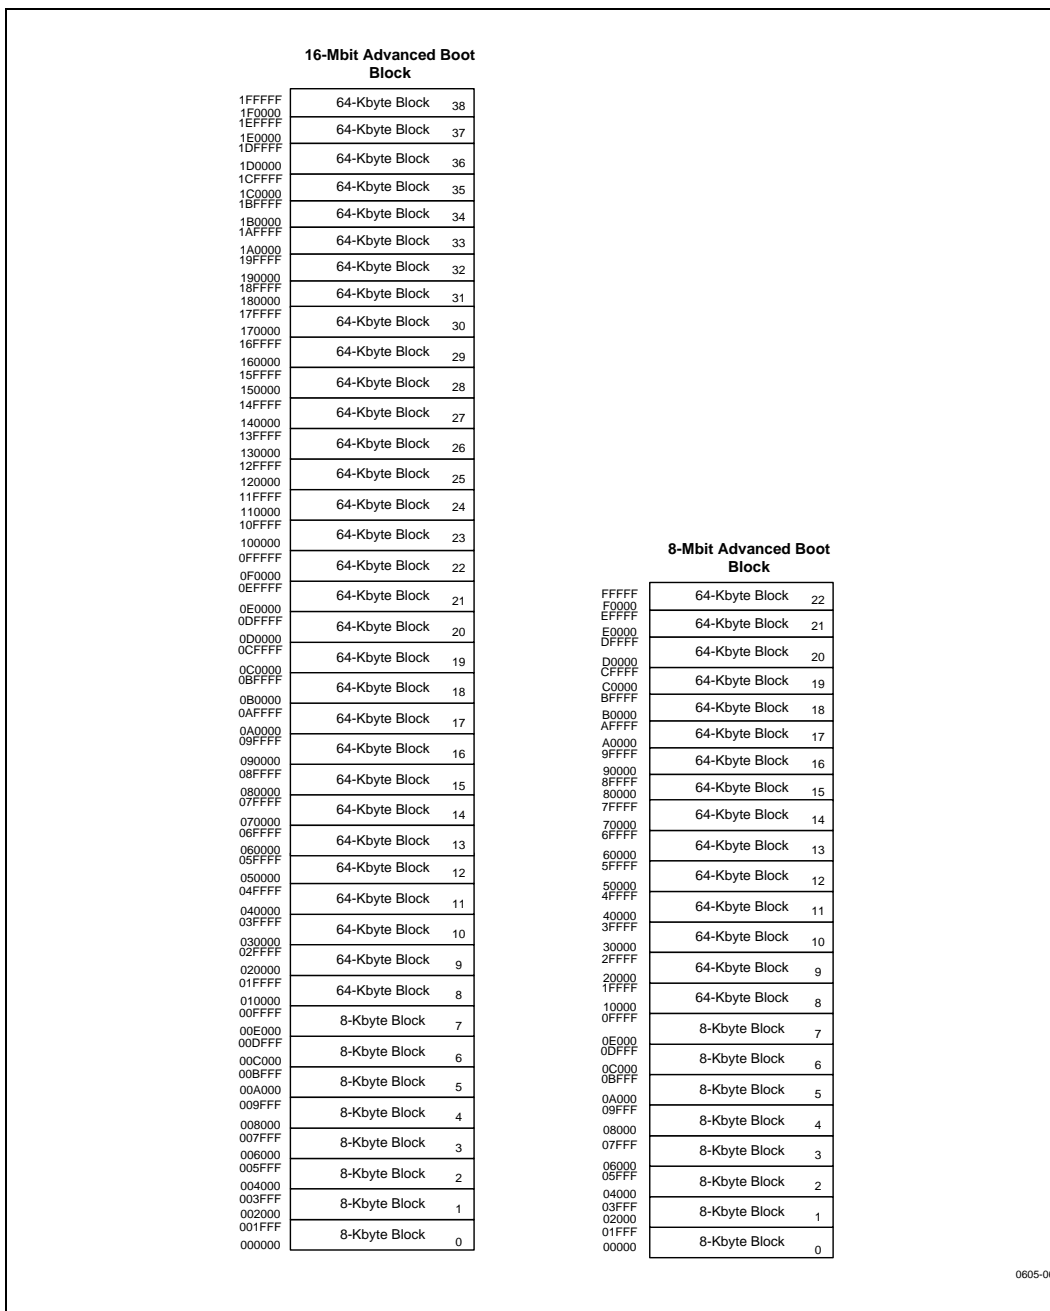 16-Mbit Advanced Boot
Block
1FFFFF
64-Kbyte Block 38
1F0000
1EFFFF
64-Kbyte Block 37
1E0000
1DFFFF
64-Kbyte Block 36
1D0000
1CFFFF
64-Kbyte Block 35
1C0000
1BFFFF
64-Kbyte Block 34
1B0000
1AFFFF
64-Kbyte Block 33
1A0000
19FFFF
64-Kbyte Block 32
190000
18FFFF
64-Kbyte Block 31
180000
17FFFF
64-Kbyte Block 30
170000
16FFFF
64-Kbyte Block 29
160000
15FFFF
64-Kbyte Block 28
150000
14FFFF
64-Kbyte Block 27
140000
13FFFF
64-Kbyte Block 26
130000
12FFFF
64-Kbyte Block 25
120000
11FFFF
64-Kbyte Block 24
110000
10FFFF
64-Kbyte Block 23
100000
0FFFFF
64-Kbyte Block 22
0F0000
0EFFFF
64-Kbyte Block 21
0E0000
0DFFFF
64-Kbyte Block 20
0D0000
0CFFFF
64-Kbyte Block 19
0C0000
0BFFFF
64-Kbyte Block 18
0B0000
0AFFFF
64-Kbyte Block 17
0A0000
09FFFF
64-Kbyte Block 16
090000
08FFFF
64-Kbyte Block 15
080000
07FFFF
64-Kbyte Block 14
070000
06FFFF
64-Kbyte Block 13
060000
05FFFF
64-Kbyte Block 12
050000
04FFFF
64-Kbyte Block 11
040000
03FFFF
64-Kbyte Block 10
030000
02FFFF
64-Kbyte Block 9
020000
01FFFF
64-Kbyte Block 8
010000
00FFFF
8-Kbyte Block 7
00E000
00DFFF
8-Kbyte Block 6
00C000
00BFFF
8-Kbyte Block 5
00A000
009FFF
8-Kbyte Block 4
008000
007FFF
8-Kbyte Block 3
006000
005FFF
8-Kbyte Block 2
004000
003FFF
8-Kbyte Block 1
002000
001FFF
8-Kbyte Block 0
000000
8-Mbit Advanced Boot
Block
FFFFF
64-Kbyte Block 22
F0000
EFFFF
64-Kbyte Block 21
E0000
DFFFF
64-Kbyte Block 20
D0000
CFFFF
64-Kbyte Block 19
C0000
BFFFF
64-Kbyte Block 18
B0000
AFFFF
64-Kbyte Block 17
A0000
9FFFF
64-Kbyte Block 16
90000
8FFFF
64-Kbyte Block 15
80000
7FFFF
64-Kbyte Block 14
70000
6FFFF
64-Kbyte Block 13
60000
5FFFF
64-Kbyte Block 12
50000
4FFFF
64-Kbyte Block 11
40000
3FFFF
64-Kbyte Block 10
30000
2FFFF
64-Kbyte Block 9
20000
1FFFF
64-Kbyte Block 8
10000
0FFFF
8-Kbyte Block 7
0E000
0DFFF
8-Kbyte Block 6
0C000
0BFFF
8-Kbyte Block 5
0A000
09FFF
8-Kbyte Block 4
08000
07FFF
8-Kbyte Block 3
06000
05FFF
8-Kbyte Block 2
04000
03FFF
8-Kbyte Block 1
02000
01FFF
8-Kbyte Block 0
00000